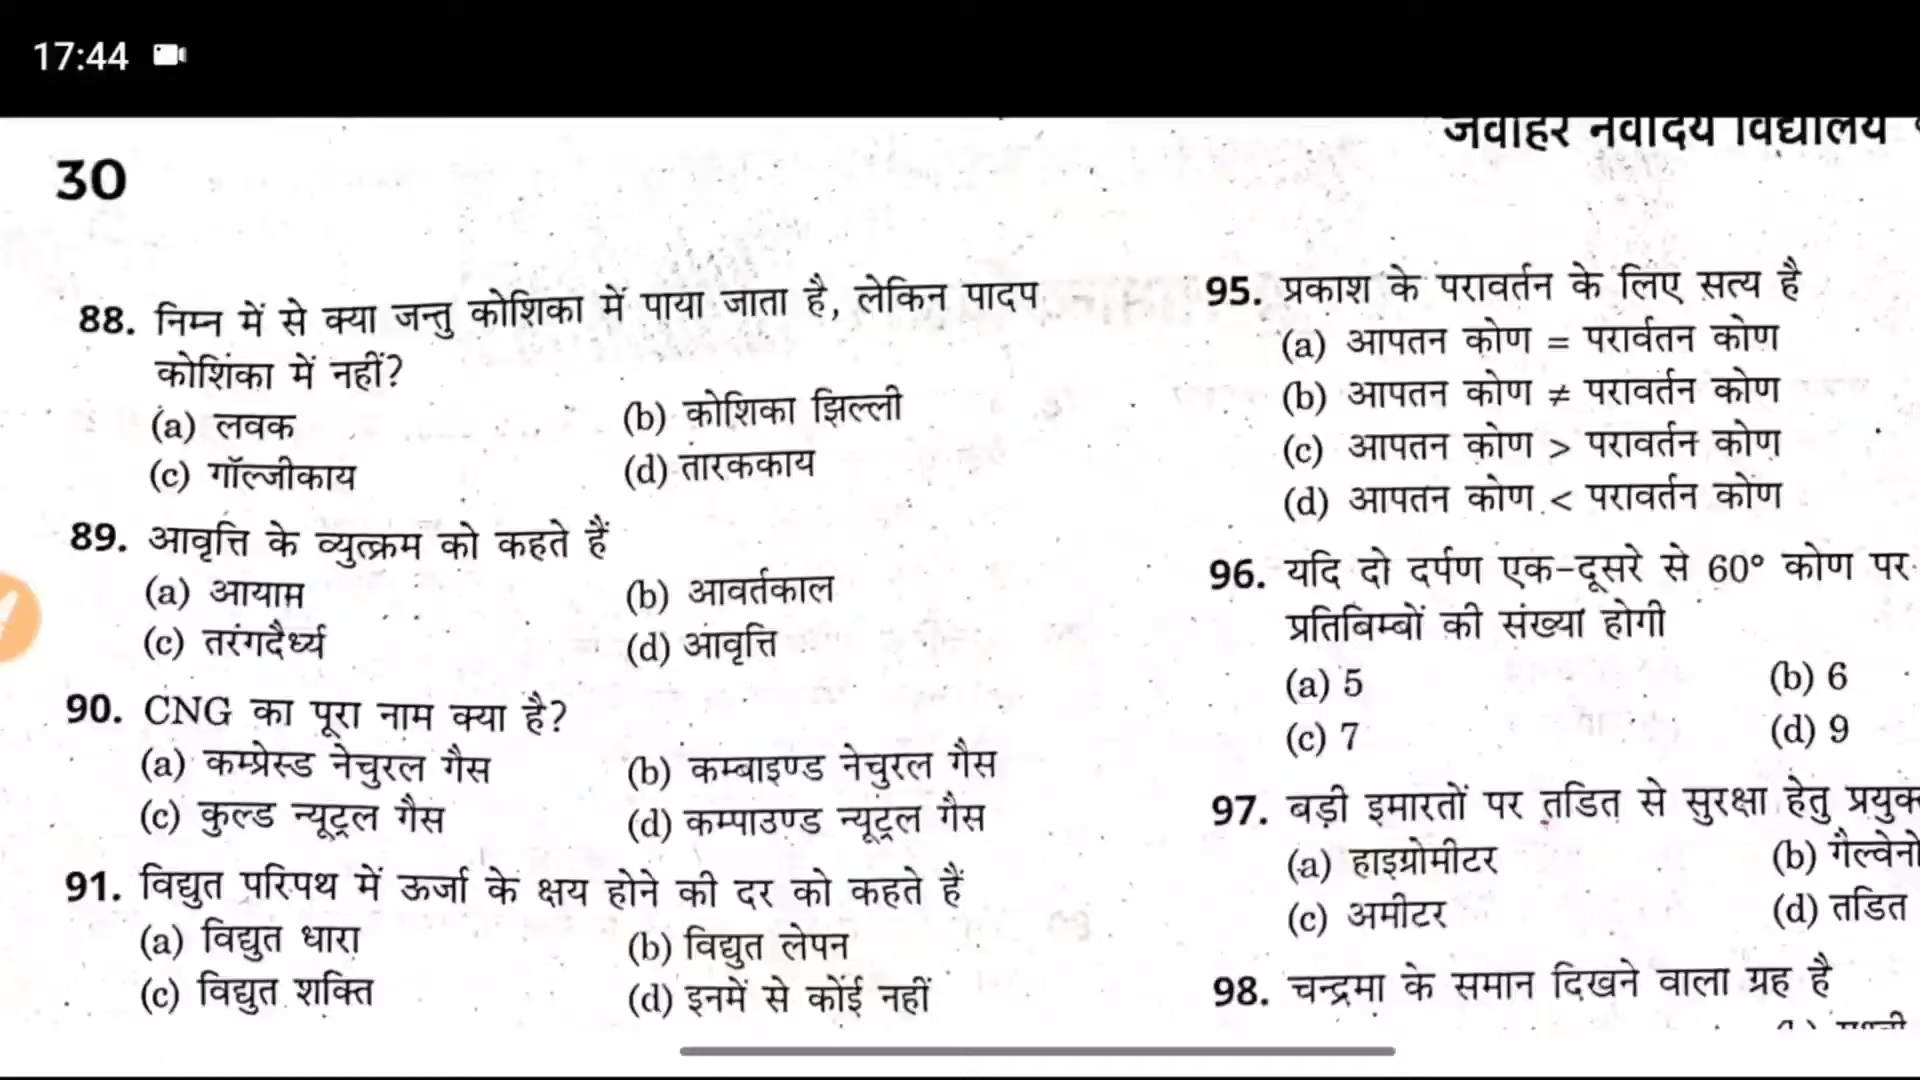 17:44
जवाहर नवोदय विद्यालय
30
88. निम्न में से क्या जन्तु कोशिका में पाया जाता है, लेकिन पादप
कोशिका में नहीं?
(a) लवक (b) कोशिका झिल्ली
(c) गॉल्जीकाय (d) तारककाय
89. आवृत्ति के व्युत्क्रम को कहते हैं
(a) आयाम (b) आवर्तकाल
(c) तरंगदैर्ध्य (d) आवृत्ति
90. CNG का पूरा नाम क्या है?
(a) कम्प्रेस्ड नेचुरल गैस (b) कम्बाइण्ड नेचुरल गैस
(c) कुल्ड न्यूट्रल गैस (d) कम्पाउण्ड न्यूट्रल गैस
91. विद्युत परिपथ में ऊर्जा के क्षय होने की दर को कहते हैं
(a) विद्युत धारा (b) विद्युत लेपन
(c) विद्युत शक्ति (d) इनमें से कोई नहीं
95. प्रकाश के परावर्तन के लिए सत्य है
(a) आपतन कोण = परार्वतन कोण
(b) आपतन कोण ≠ परावर्तन कोण
(c) आपतन कोण > परावर्तन कोण
(d) आपतन कोण < परावर्तन कोण
96. यदि दो दर्पण एक-दूसरे से 60° कोण पर
प्रतिबिम्बों की संख्या होगी
(a) 5 (b) 6
(c) 7 (d) 9
97. बड़ी इमारतों पर तडित से सुरक्षा हेतु
(a) हाइग्रोमीटर (b)
(c) अमीटर (d) तडित
98. चन्द्रमा के समान दिखने वाला ग्रह है